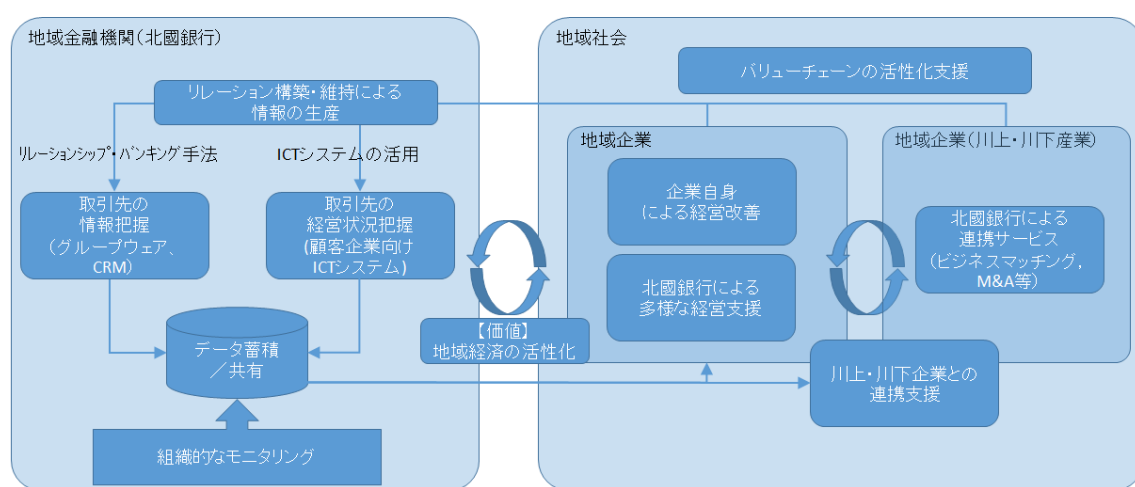 地域金融機関(北國銀行)
リレーション構築・維持による
情報の生産
リレーションシップ・バンキング手法
ICTシステムの活用
取引先の
情報把握
(グループウェア、
CRM)
取引先の
経営状況把握
(顧客企業向け
ICTシステム)
データ蓄積
/共有
組織的なモニタリング
【価値】
地域経済の活性化
地域社会
バリューチェーンの活性化支援
地域企業
企業自身
による経営改善
北國銀行による
多様な経営支援
地域企業(川上・川下産業)
北國銀行による
連携サービス
(ビジネスマッチング,
M&A等)
川上・川下企業との
連携支援